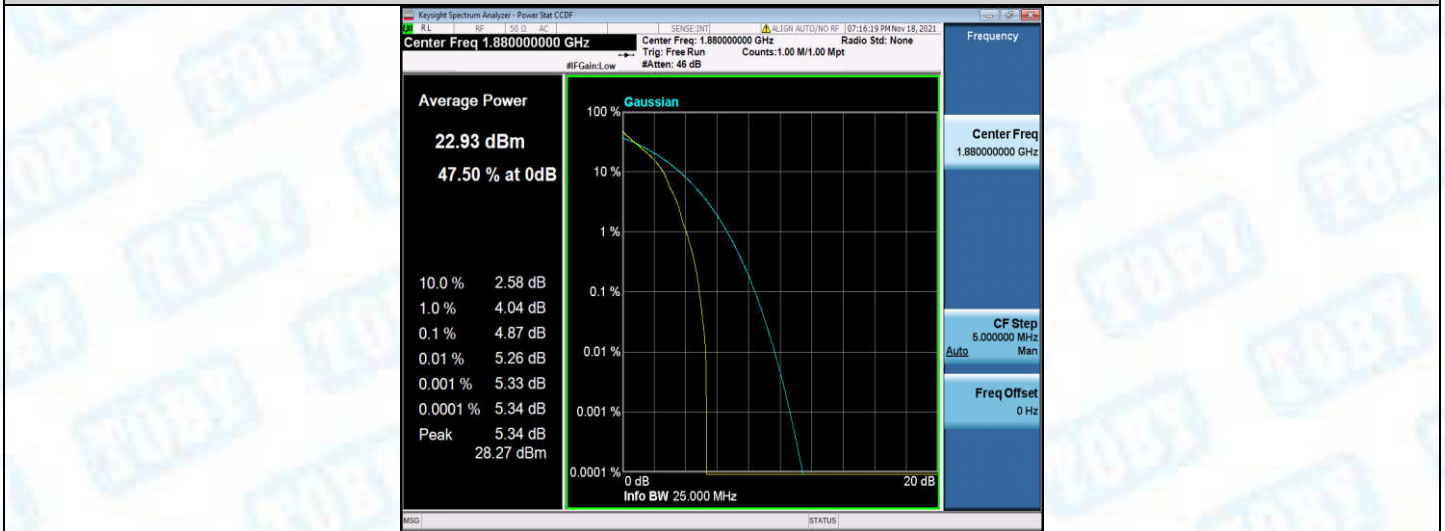 Keysight Spectrum Analyzer - Power Stat CCDF
RL RF 50 Ω AC SENSE:INT ALIGN AUTO/NO RF 07:16:19 PM Nov 18, 2021
Center Freq 1.880000000 GHz
Center Freq: 1.880000000 GHz Radio Std: None
Trig: Free Run Counts:1.00 M/1.00 Mpt
#IFGain:Low #Atten: 46 dB
Frequency
Average Power
22.93 dBm
47.50 % at 0dB
10.0 % 2.58 dB
1.0 % 4.04 dB
0.1 % 4.87 dB
0.01 % 5.26 dB
0.001 % 5.33 dB
0.0001 % 5.34 dB
Peak 5.34 dB
28.27 dBm
Gaussian
100 %
10 %
1 %
0.1 %
0.01 %
0.001 %
0.0001 %
0 dB 20 dB
Info BW 25.000 MHz
Center Freq
1.880000000 GHz
CF Step
5.000000 MHz
Auto Man
Freq Offset
0 Hz
MSG STATUS